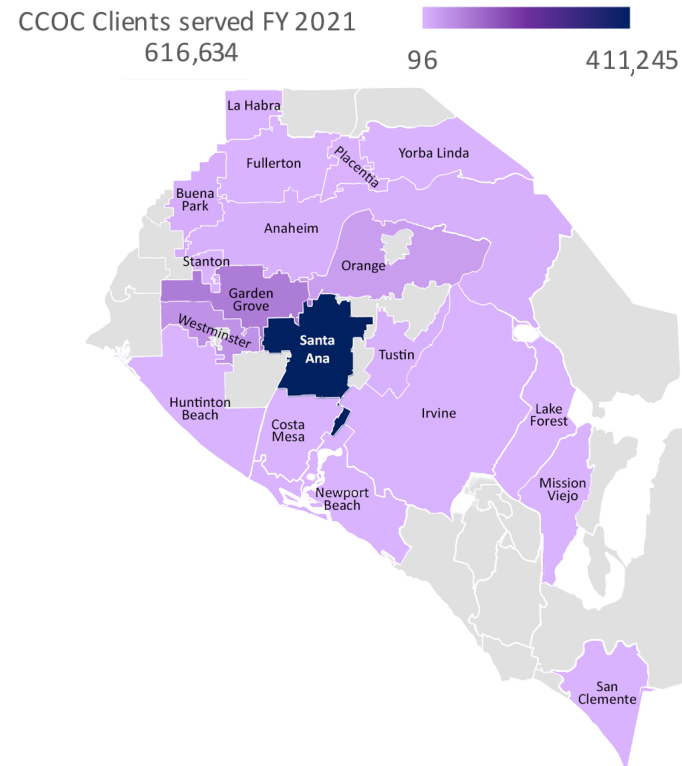 CCOC Clients served FY 2021
616,634
96
411,245
La Habra
Fullerton
Placentia
Yorba Linda
Buena
Park
Anaheim
Stanton
Orange
Garden
Grove
Westminster
Santa
Ana
Tustin
Huntinton
Beach
Costa
Mesa
Irvine
Lake
Forest
Newport
Beach
Mission
Viejo
San
Clemente